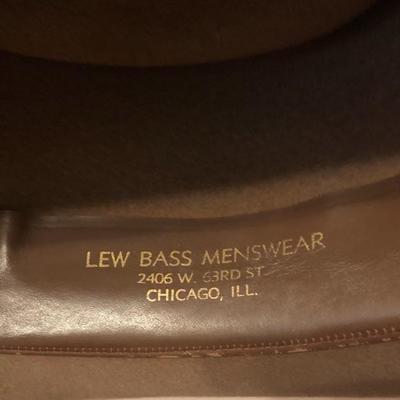 LEW BASS MENSWEAR
2406 W. 63RD ST
CHICAGO, ILL.